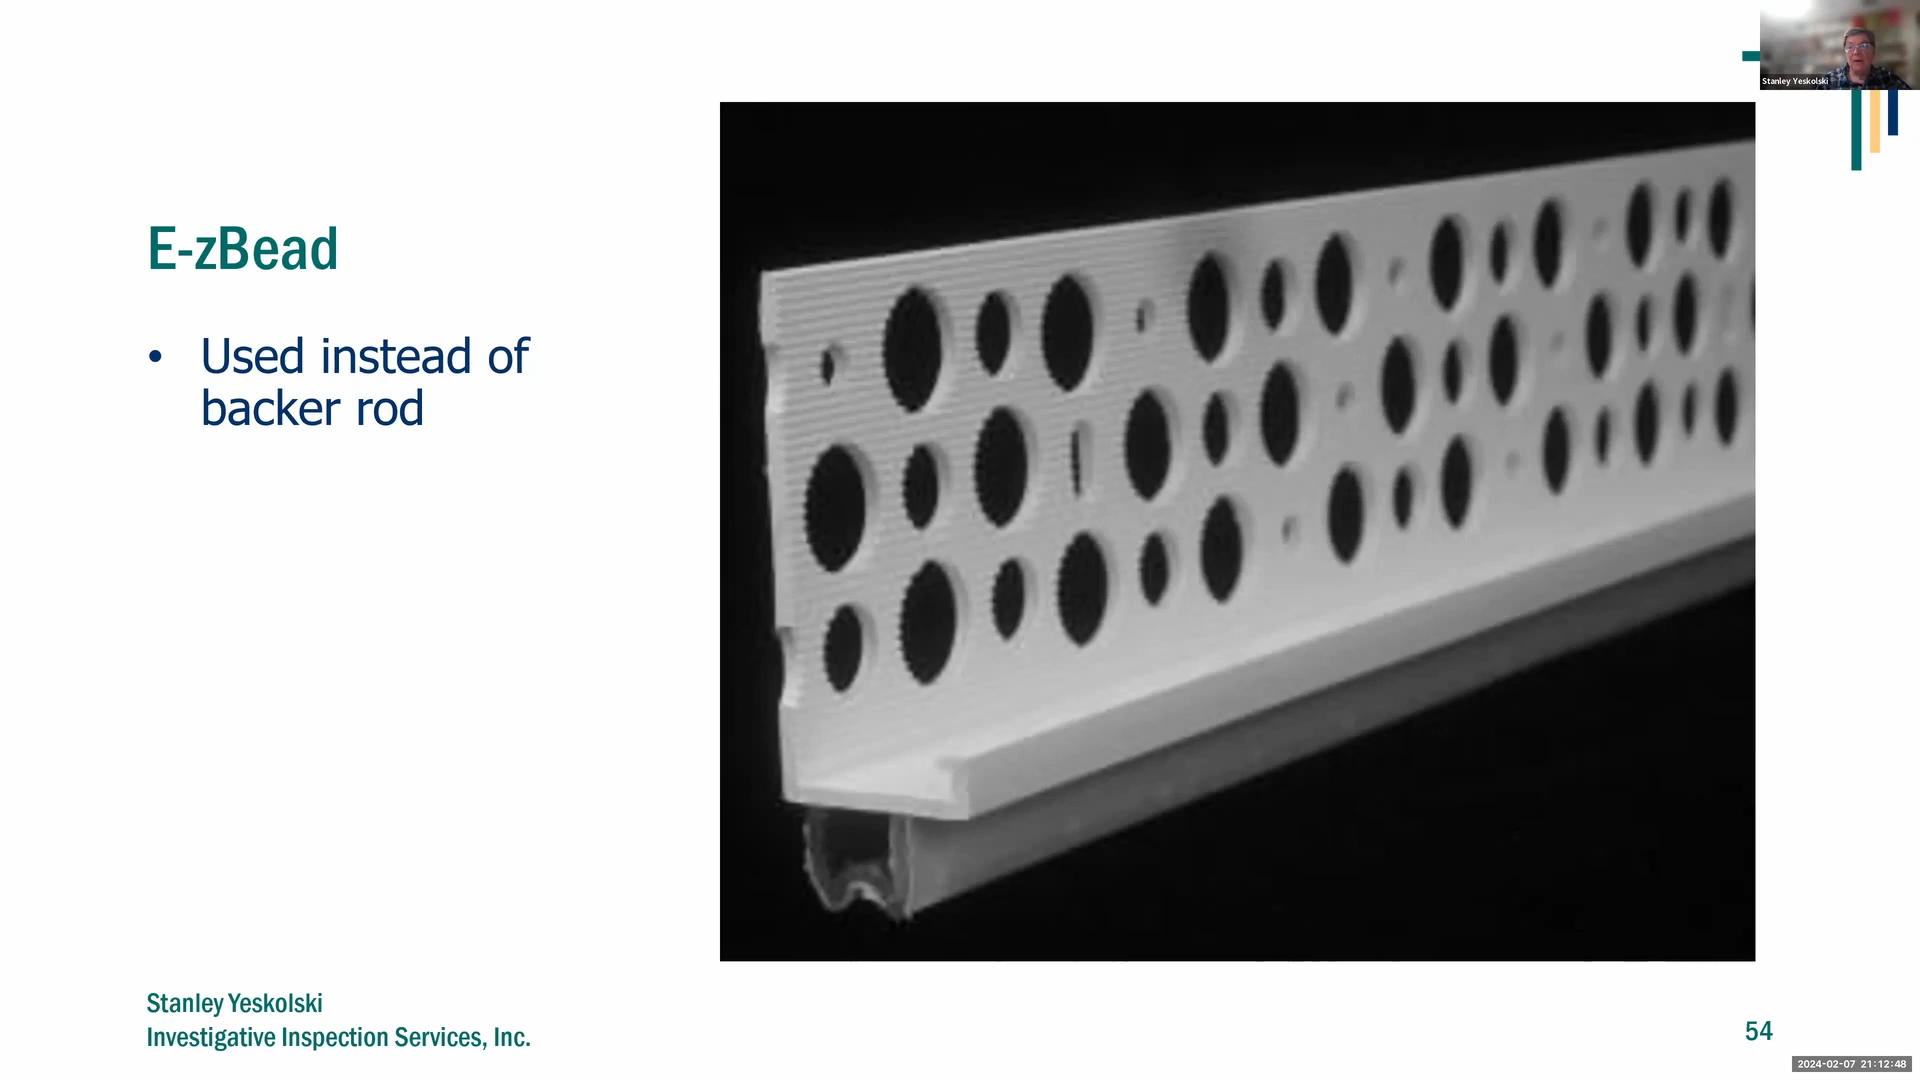 Stanley Yeskolski
E-zBead
• Used instead of
backer rod
Stanley Yeskolski
Investigative Inspection Services, Inc.
54
2024-02-07 21:12:48